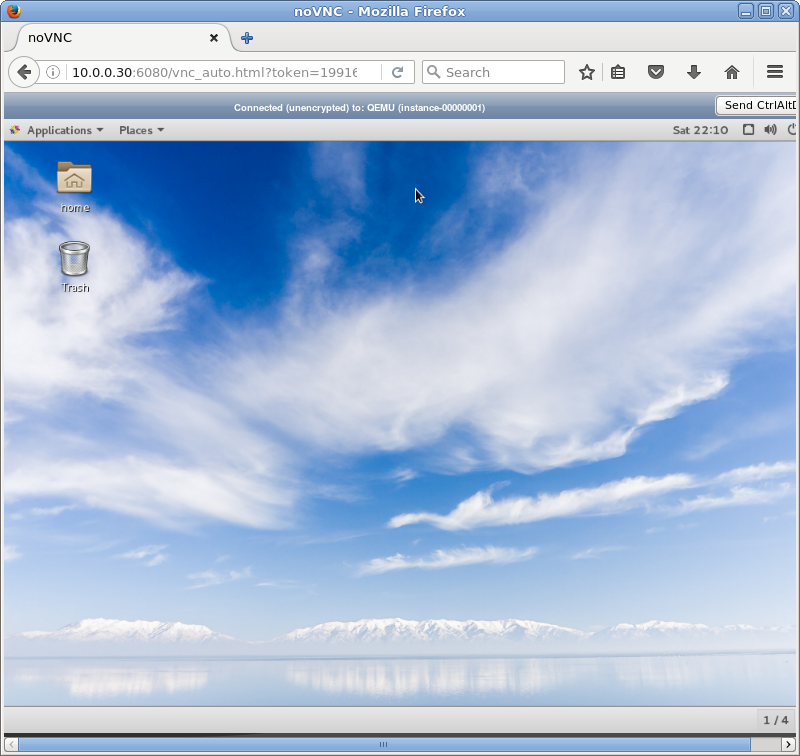 noVNC - Mozilla Firefox
noVNC
10.0.0.30:6080/vnc_auto.html?token=19916
Search
Connected (unencrypted) to: QEMU (instance-00000001)
Send CtrlAltD
Applications
Places
Sat 22:10
home
Trash
1 / 4